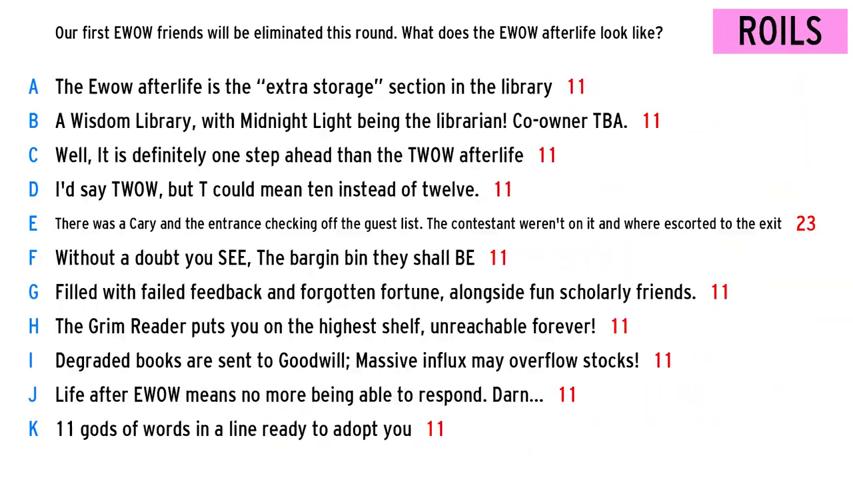 Our first EWOW friends will be eliminated this round. What does the EWOW afterlife look like?
ROILS
A The Ewow afterlife is the “extra storage” section in the library 11
B A Wisdom Library, with Midnight Light being the librarian! Co-owner TBA. 11
C Well, It is definitely one step ahead than the TWOW afterlife 11
D I'd say TWOW, but T could mean ten instead of twelve. 11
E There was a Cary and the entrance checking off the guest list. The contestant weren't on it and where escorted to the exit 23
F Without a doubt you SEE, The bargin bin they shall BE 11
G Filled with failed feedback and forgotten fortune, alongside fun scholarly friends. 11
H The Grim Reader puts you on the highest shelf, unreachable forever! 11
I Degraded books are sent to Goodwill; Massive influx may overflow stocks! 11
J Life after EWOW means no more being able to respond. Darn... 11
K 11 gods of words in a line ready to adopt you 11